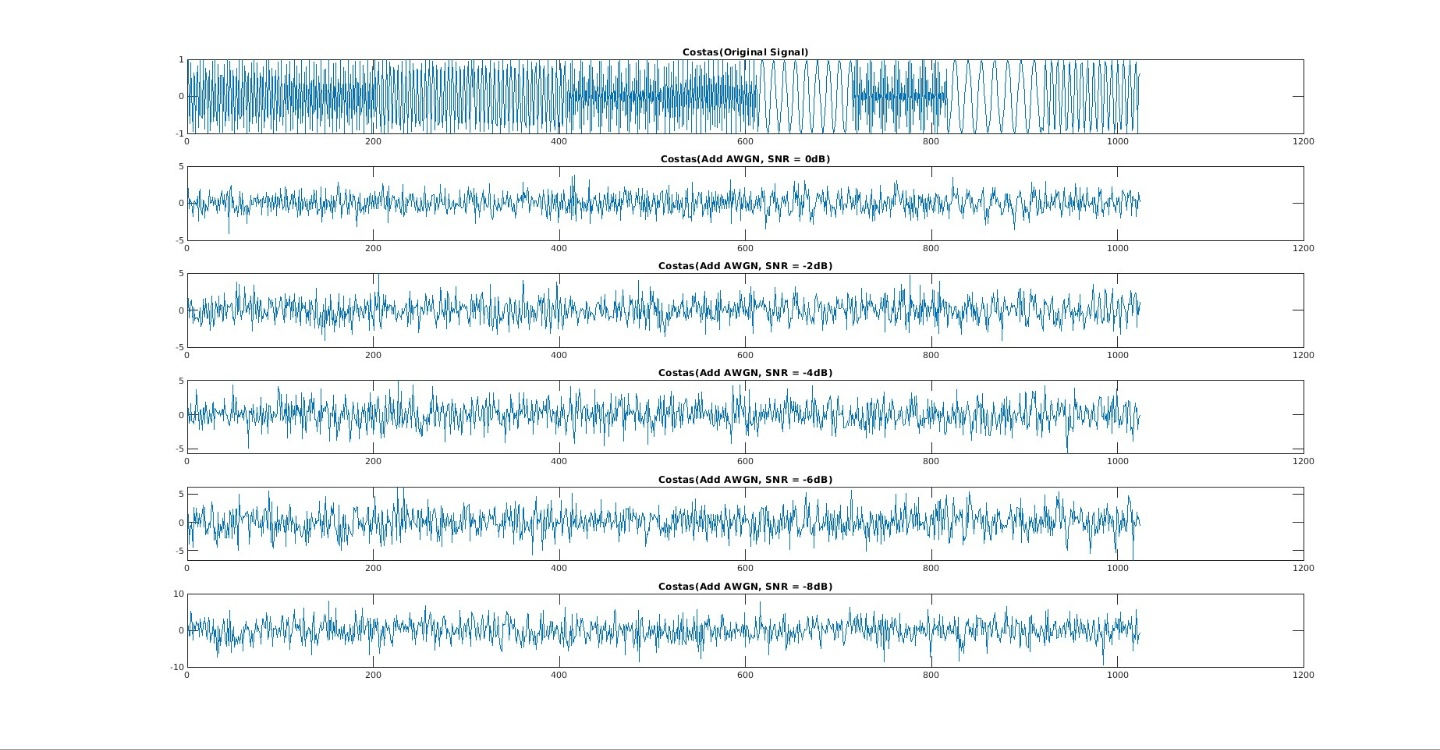 Costas(Original Signal)
1
0
-1
0 200 400 600 800 1000 1200
Costas(Add AWGN, SNR = 0dB)
5
0
-5
0 200 400 600 800 1000 1200
Costas(Add AWGN, SNR = -2dB)
5
0
-5
0 200 400 600 800 1000 1200
Costas(Add AWGN, SNR = -4dB)
5
0
-5
0 200 400 600 800 1000 1200
Costas(Add AWGN, SNR = -6dB)
5
0
-5
0 200 400 600 800 1000 1200
Costas(Add AWGN, SNR = -8dB)
10
0
-10
0 200 400 600 800 1000 1200